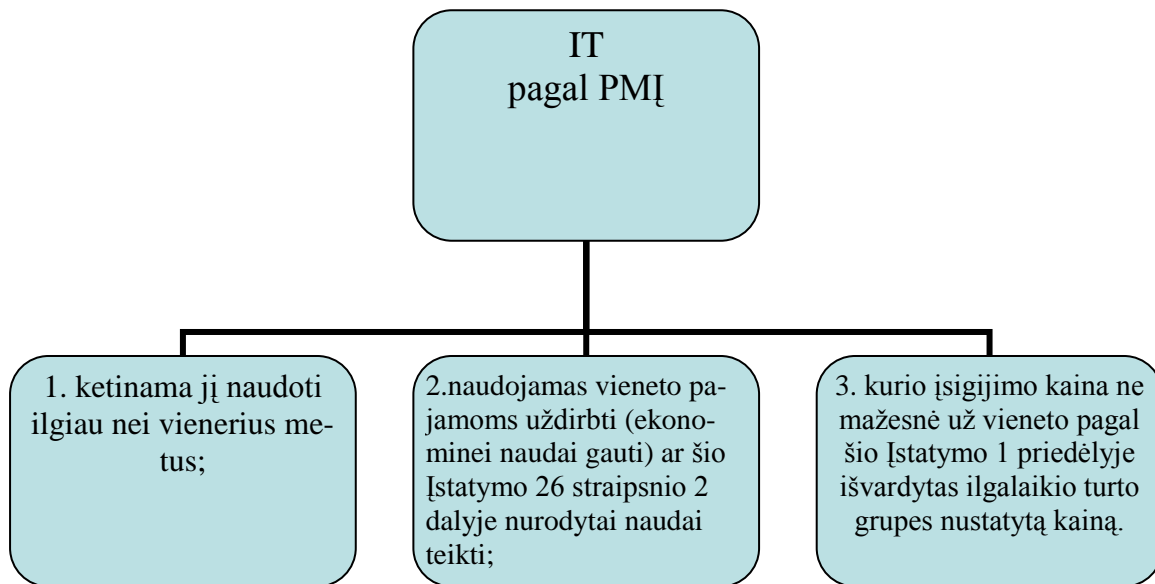 IT
pagal PMĮ
1. ketinama jį naudoti
ilgiau nei vienerius me-
tus;
2.naudojamas vieneto pa-
jamoms uždirbti (ekono-
minei naudai gauti) ar šio
Įstatymo 26 straipsnio 2
dalyje nurodytai naudai
teikti;
3. kurio įsigijimo kaina ne
mažesnė už vieneto pagal
šio Įstatymo 1 priedėlyje
išvardytas ilgalaikio turto
grupes nustatytą kainą.